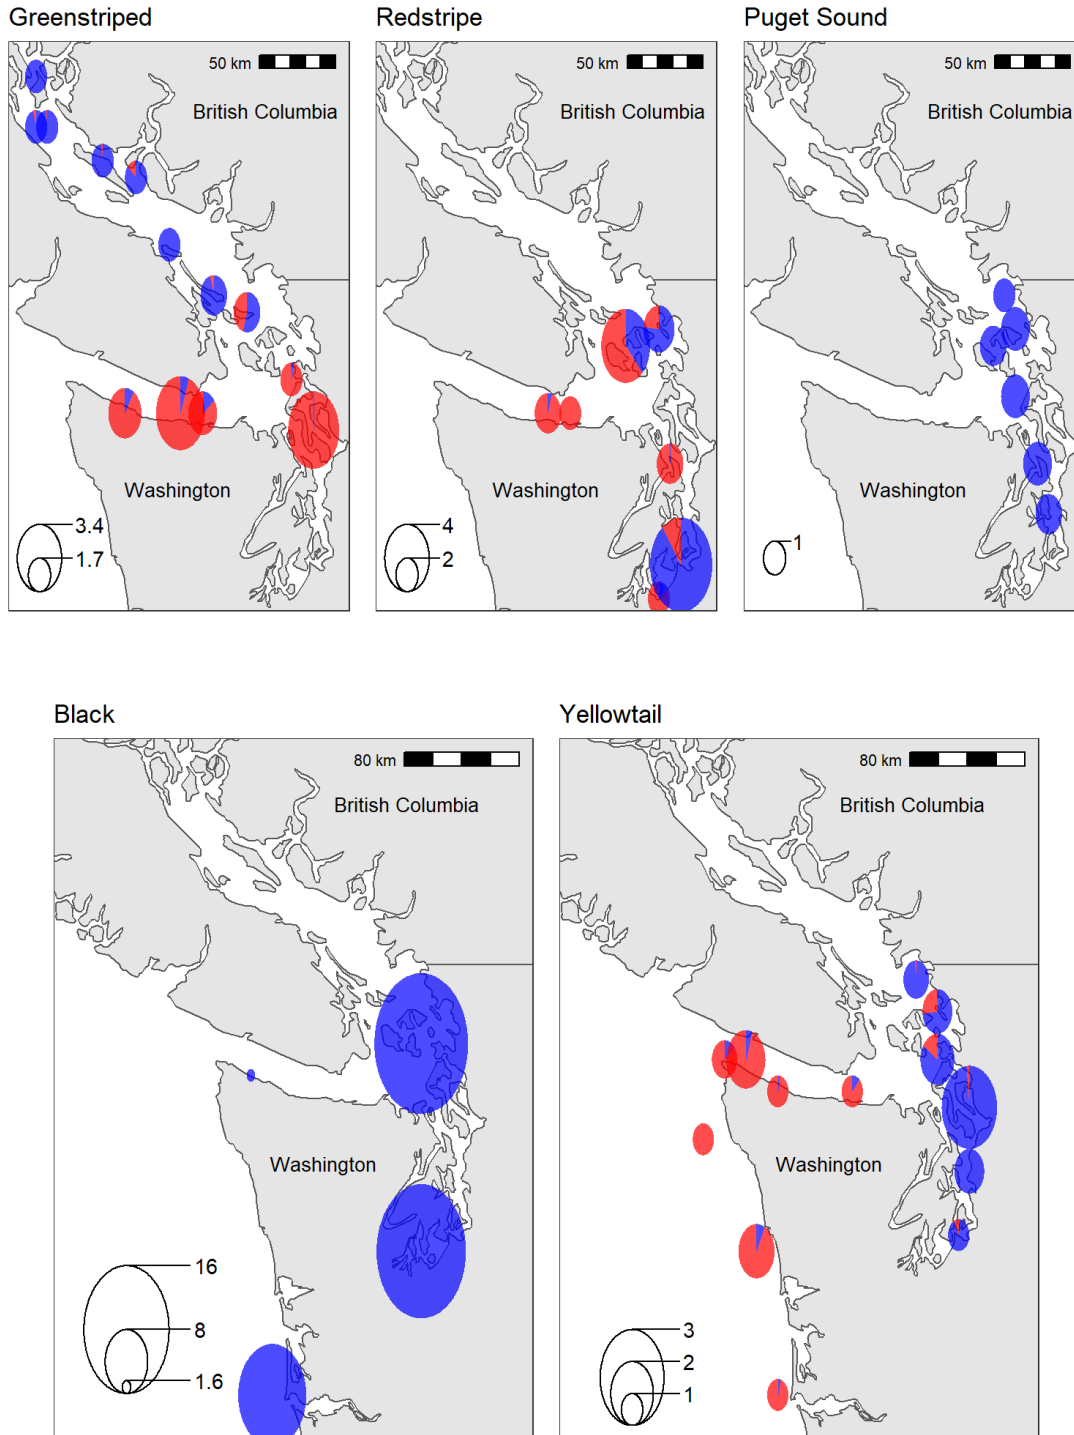 Greenstriped
Redstripe
Puget Sound
50 km
50 km
50 km
British Columbia
British Columbia
British Columbia
Washington
Washington
Washington
3.4
1.7
4
2
1
Black
Yellowtail
80 km
80 km
British Columbia
British Columbia
Washington
Washington
16
8
1.6
3
2
1